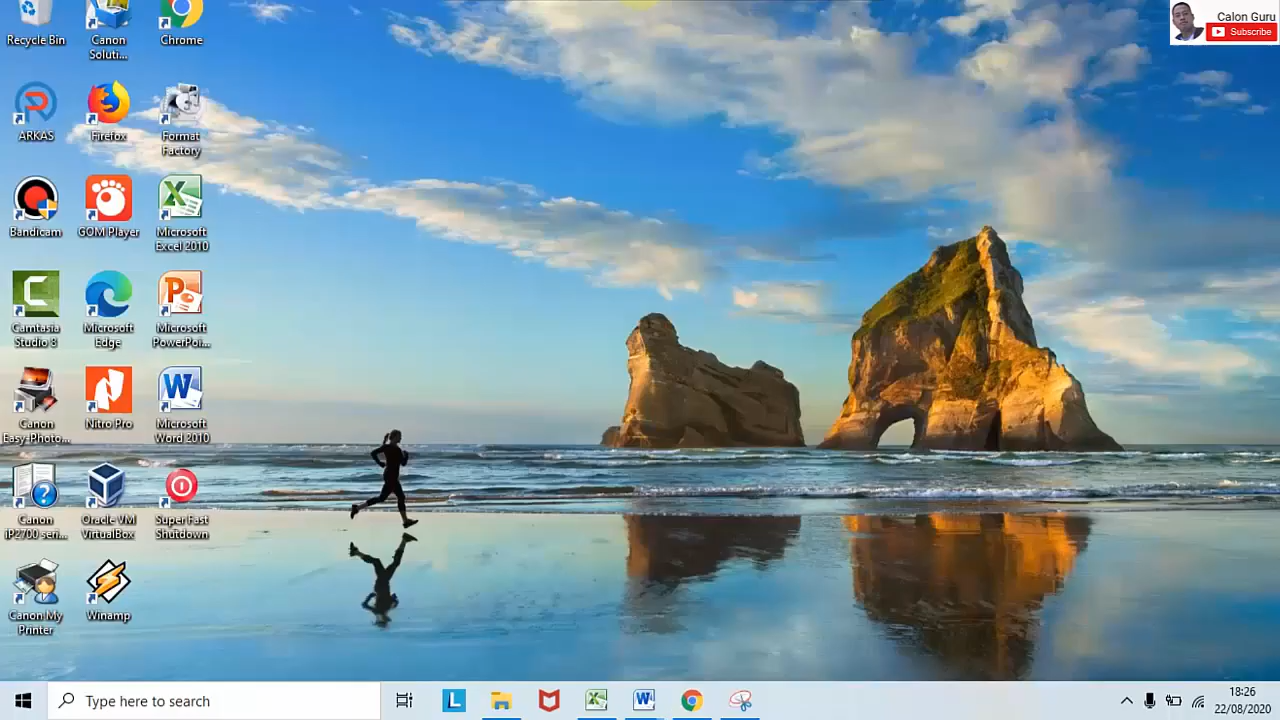 Recycle Bin
Canon
Soluti...
Chrome
Calon Guru
Subscribe
ARKAS
Firefox
Format
Factory
Bandicam
GOM Player
Microsoft
Excel 2010
Camtasia
Studio 8
Microsoft
Edge
Microsoft
PowerPoi...
Canon
Easy-Photo...
Nitro Pro
Microsoft
Word 2010
Canon
iP2700 seri...
Oracle VM
VirtualBox
Super Fast
Shutdown
Canon My
Printer
Winamp
Type here to search
18:26
22/08/2020